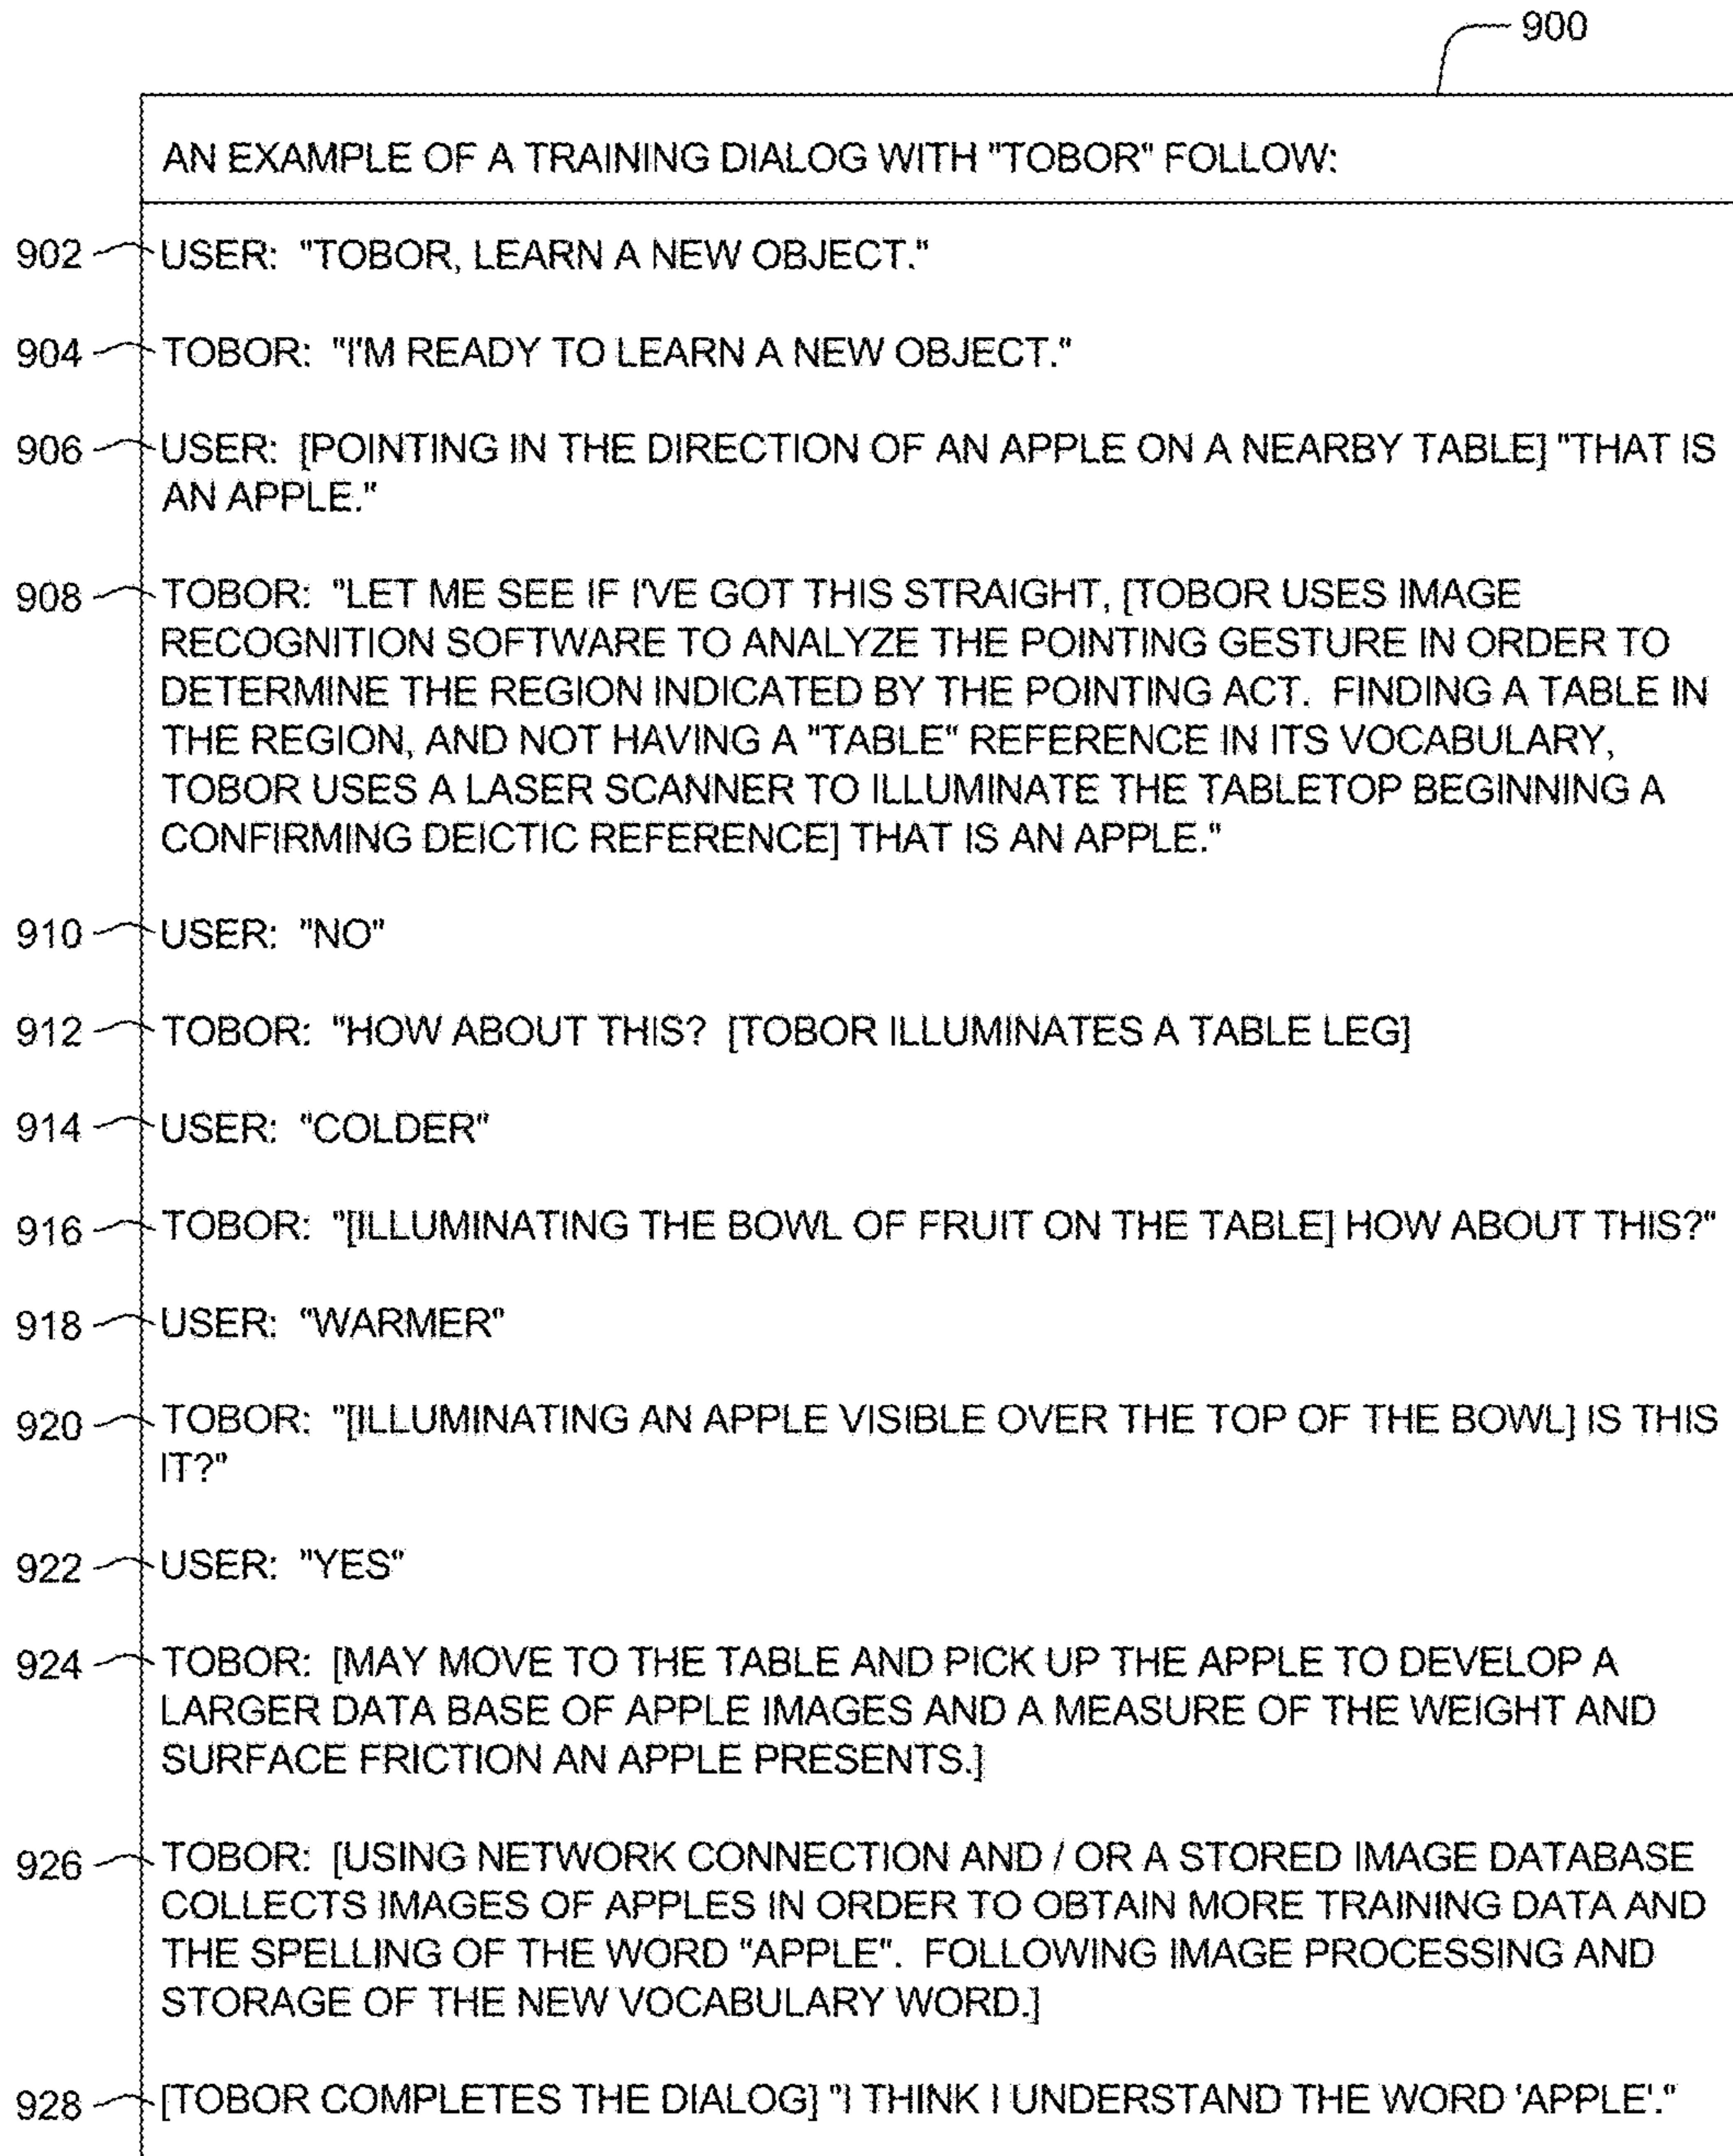 900
AN EXAMPLE OF A TRAINING DIALOG WITH "TOBOR" FOLLOW:
902 USER: "TOBOR, LEARN A NEW OBJECT."
904 TOBOR: "I'M READY TO LEARN A NEW OBJECT."
906 USER: [POINTING IN THE DIRECTION OF AN APPLE ON A NEARBY TABLE] "THAT IS
AN APPLE."
908 TOBOR: "LET ME SEE IF I'VE GOT THIS STRAIGHT, [TOBOR USES IMAGE
RECOGNITION SOFTWARE TO ANALYZE THE POINTING GESTURE IN ORDER TO
DETERMINE THE REGION INDICATED BY THE POINTING ACT. FINDING A TABLE IN
THE REGION, AND NOT HAVING A "TABLE" REFERENCE IN ITS VOCABULARY,
TOBOR USES A LASER SCANNER TO ILLUMINATE THE TABLETOP BEGINNING A
CONFIRMING DEICTIC REFERENCE] THAT IS AN APPLE."
910 USER: "NO"
912 TOBOR: "HOW ABOUT THIS? [TOBOR ILLUMINATES A TABLE LEG]
914 USER: "COLDER"
916 TOBOR: "[ILLUMINATING THE BOWL OF FRUIT ON THE TABLE] HOW ABOUT THIS?"
918 USER: "WARMER"
920 TOBOR: "[ILLUMINATING AN APPLE VISIBLE OVER THE TOP OF THE BOWL] IS THIS
IT?"
922 USER: "YES"
924 TOBOR: [MAY MOVE TO THE TABLE AND PICK UP THE APPLE TO DEVELOP A
LARGER DATA BASE OF APPLE IMAGES AND A MEASURE OF THE WEIGHT AND
SURFACE FRICTION AN APPLE PRESENTS.]
926 TOBOR: [USING NETWORK CONNECTION AND / OR A STORED IMAGE DATABASE
COLLECTS IMAGES OF APPLES IN ORDER TO OBTAIN MORE TRAINING DATA AND
THE SPELLING OF THE WORD "APPLE". FOLLOWING IMAGE PROCESSING AND
STORAGE OF THE NEW VOCABULARY WORD.]
928 [TOBOR COMPLETES THE DIALOG] "I THINK I UNDERSTAND THE WORD 'APPLE'."